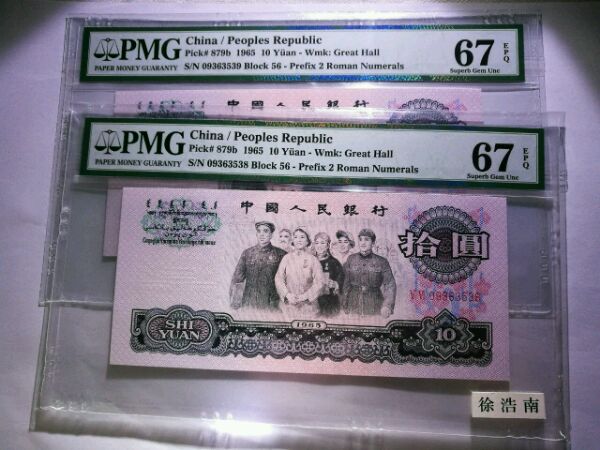 PMG
PAPER MONEY GUARANTY
China / Peoples Republic
Pick# 879b 1965 10 Yüan - Wmk: Great Hall
S/N 09363539 Block 56 - Prefix 2 Roman Numerals
67 EPQ
Superb Gem Unc
中國人民銀行
PMG
PAPER MONEY GUARANTY
China / Peoples Republic
Pick# 879b 1965 10 Yüan - Wmk: Great Hall
S/N 09363538 Block 56 - Prefix 2 Roman Numerals
67 EPQ
Superb Gem Unc
中國人民銀行
拾圓
V VI 09363538
1965
SHI YUAN
10
徐浩南